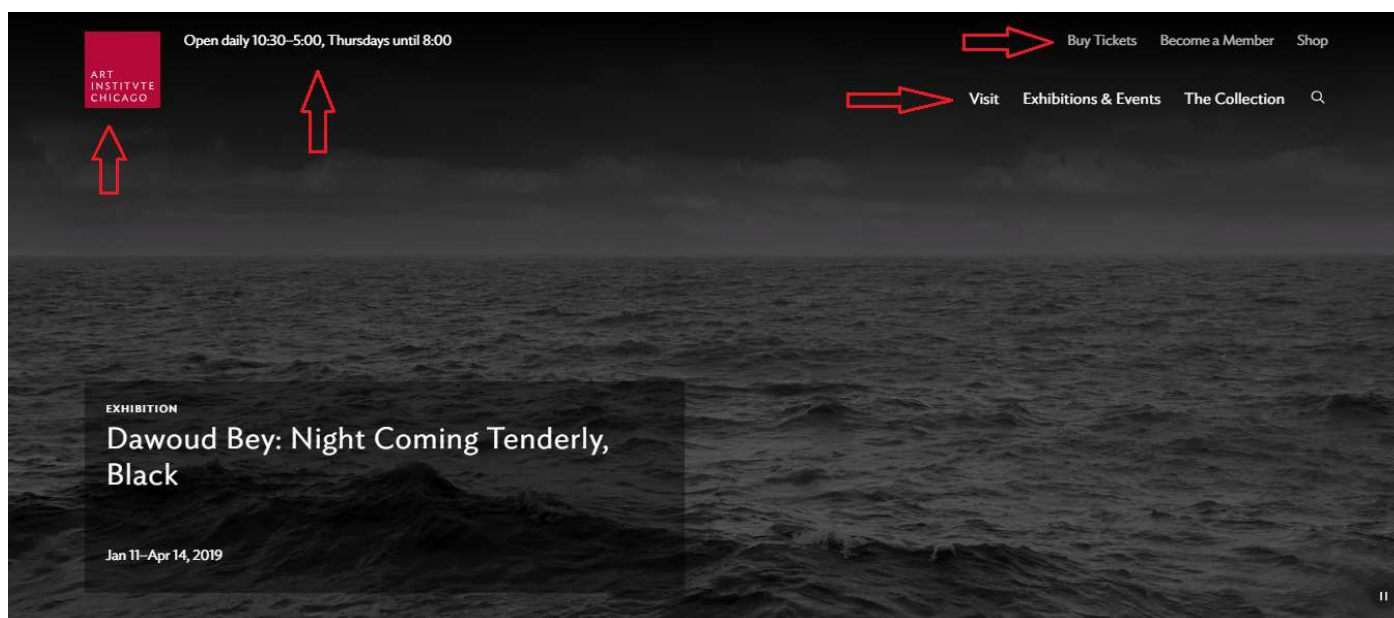 Open daily 10:30–5:00, Thursdays until 8:00
Buy Tickets Become a Member Shop
ART
INSTITVTE
CHICAGO
Visit Exhibitions & Events The Collection
EXHIBITION
Dawoud Bey: Night Coming Tenderly,
Black
Jan 11–Apr 14, 2019